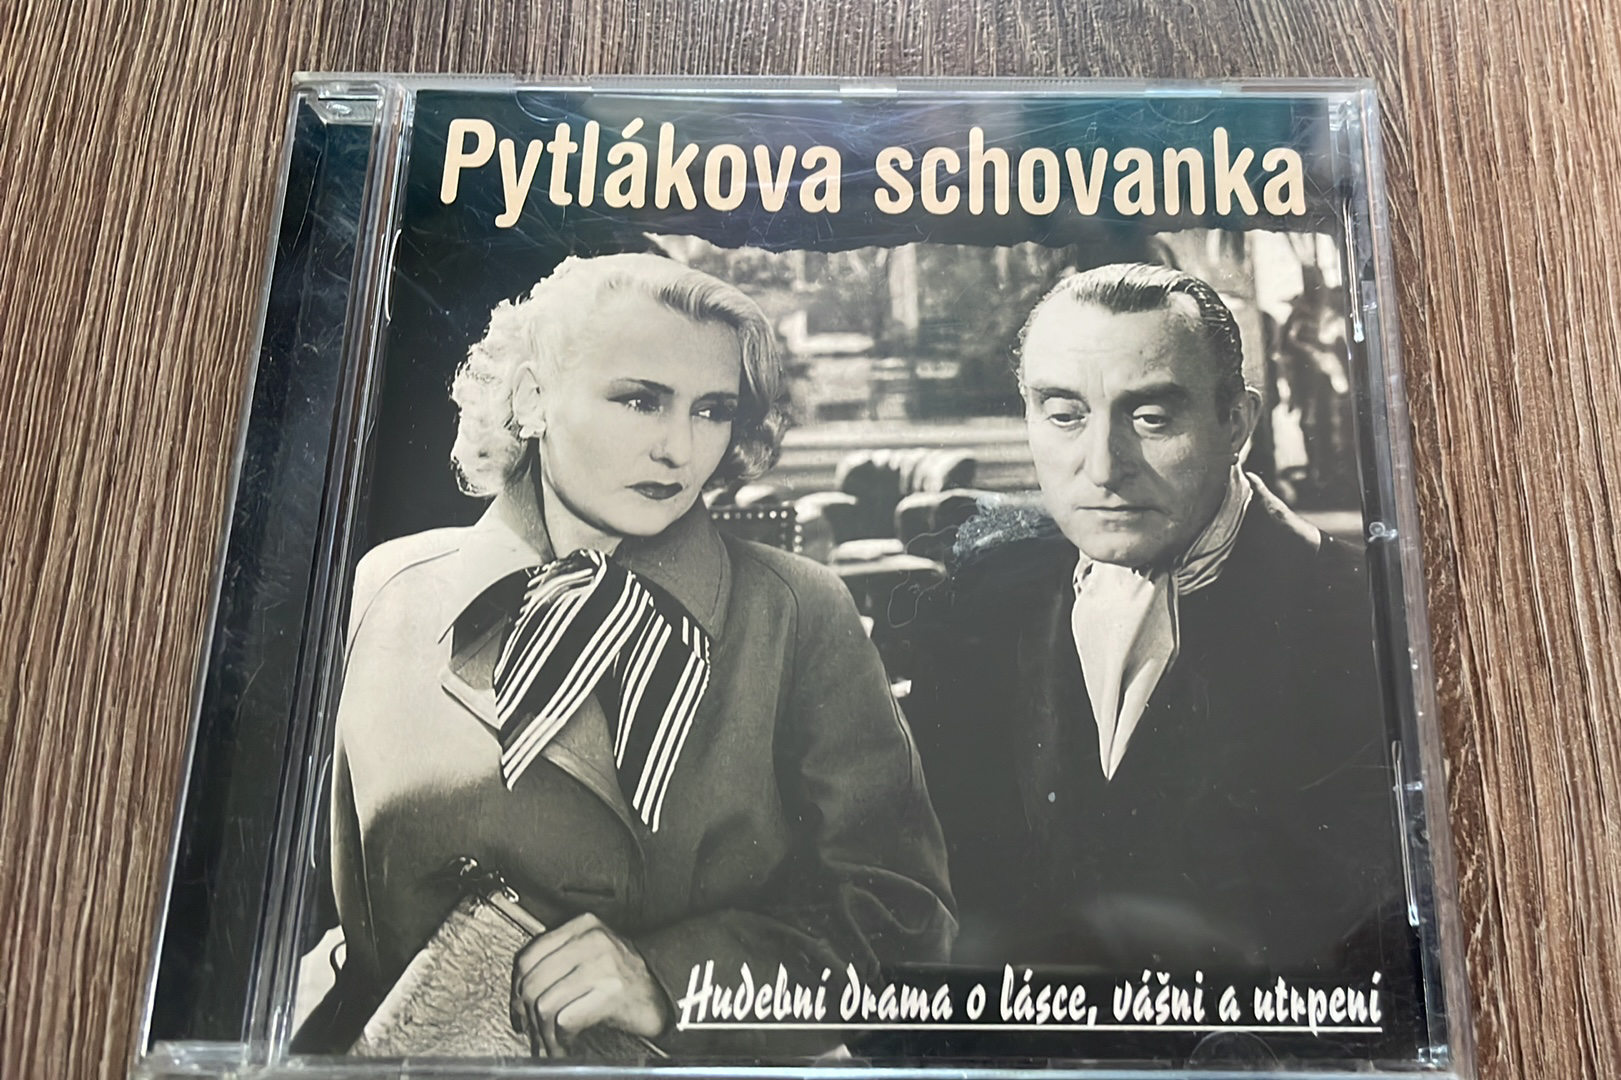 Pytlákova schovanka
Hudební drama o lásce, vášni a utrpení